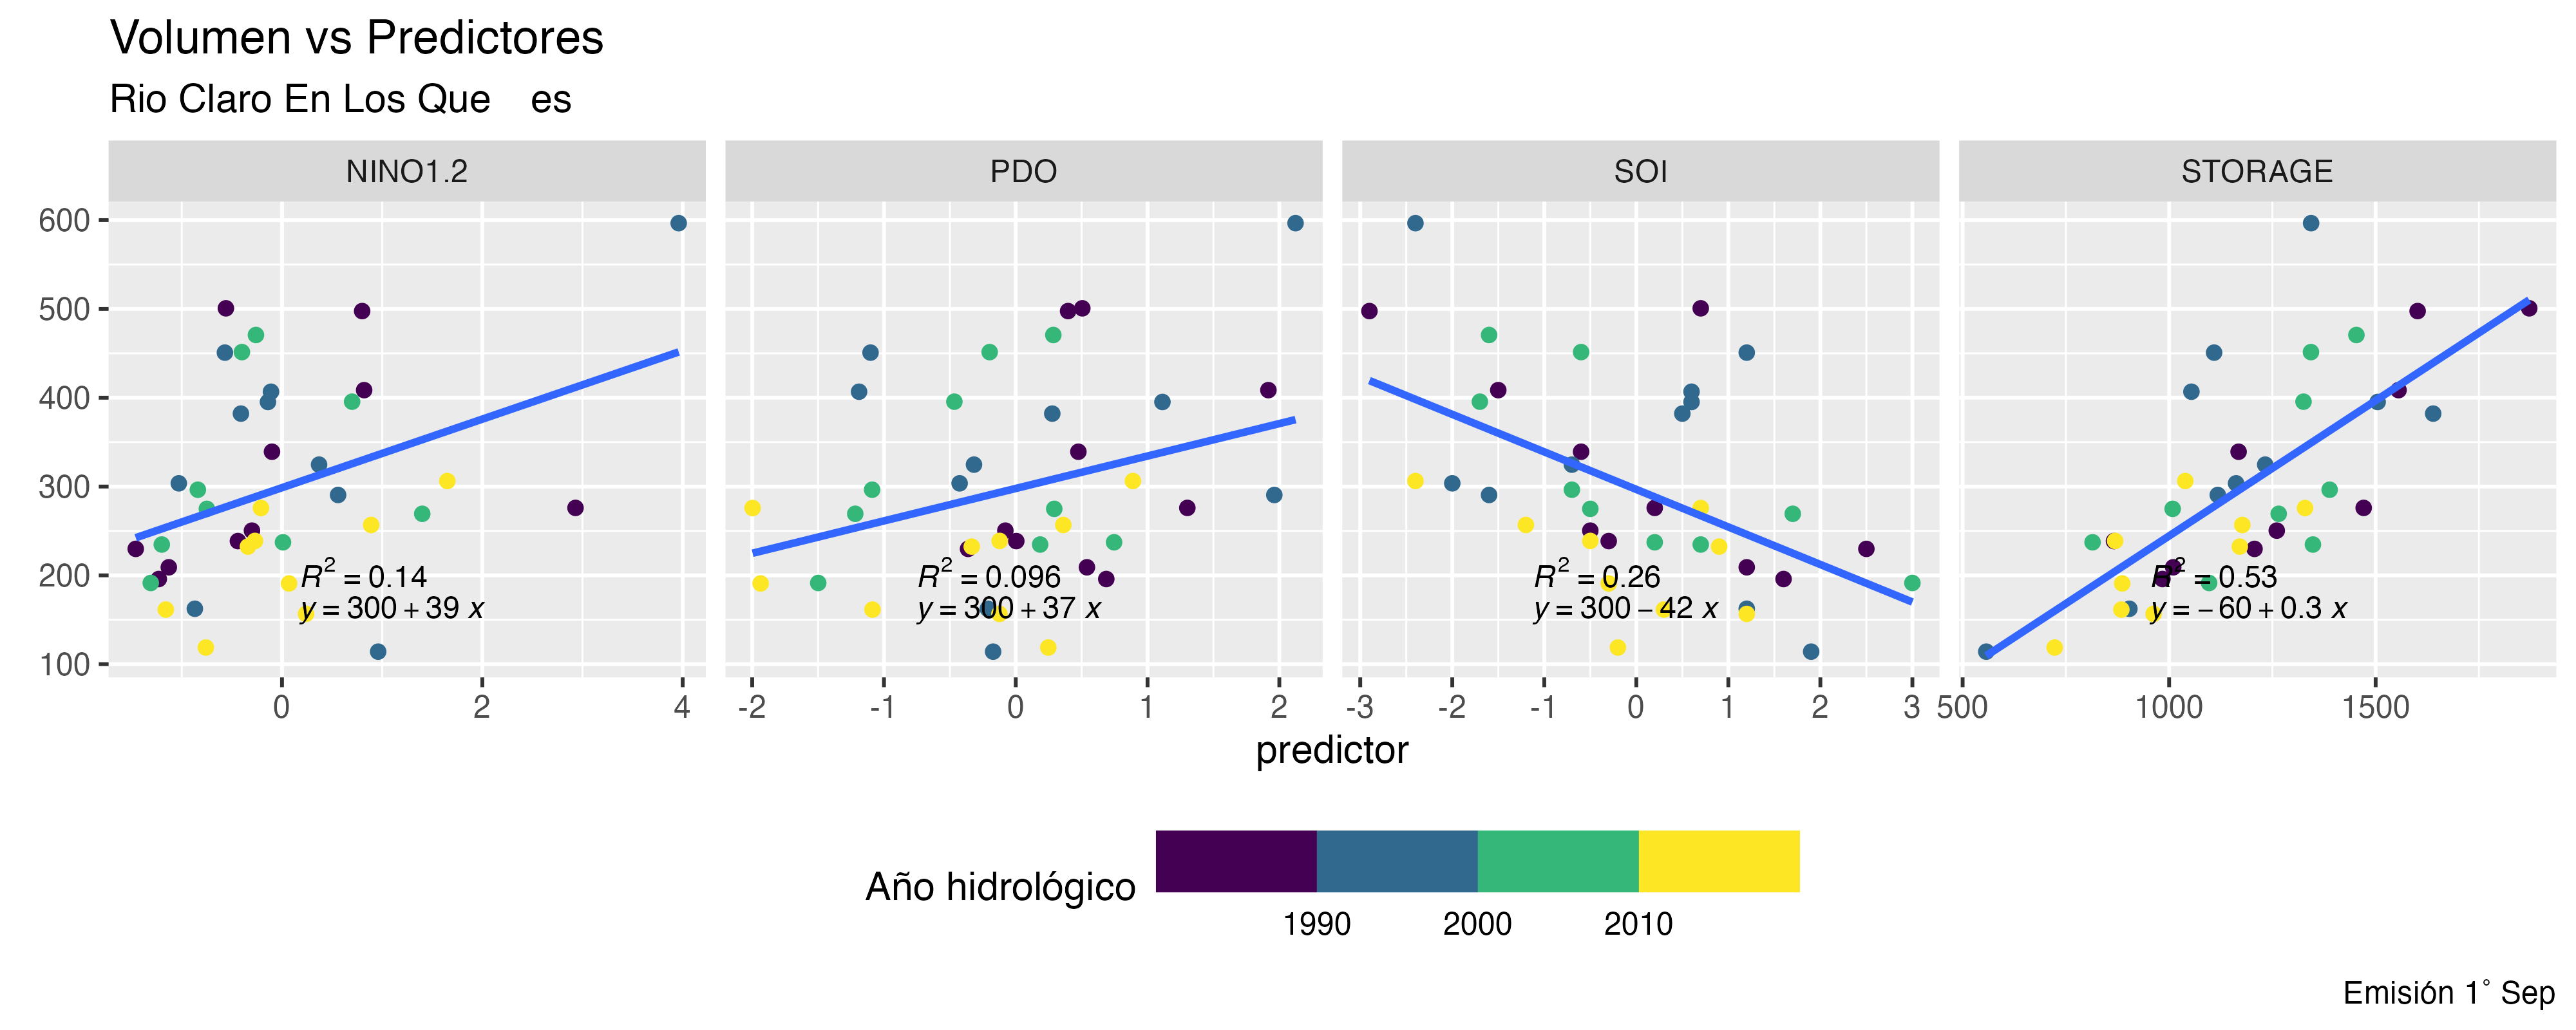 Volumen vs Predictores
Rio Claro En Los Que es
NINO1.2 PDO SOI STORAGE
600
500
400
300
200
100
R² = 0.14 R² = 0.096 R² = 0.26 R² = 0.53
y = 300 + 39 x y = 300 + 37 x y = 300 − 42 x y = − 60 + 0.3 x
0 2 4 -2 -1 0 1 2 -3 -2 -1 0 1 2 3 500 1000 1500
predictor
Año hidrológico
1990 2000 2010
Emisión 1° Sep